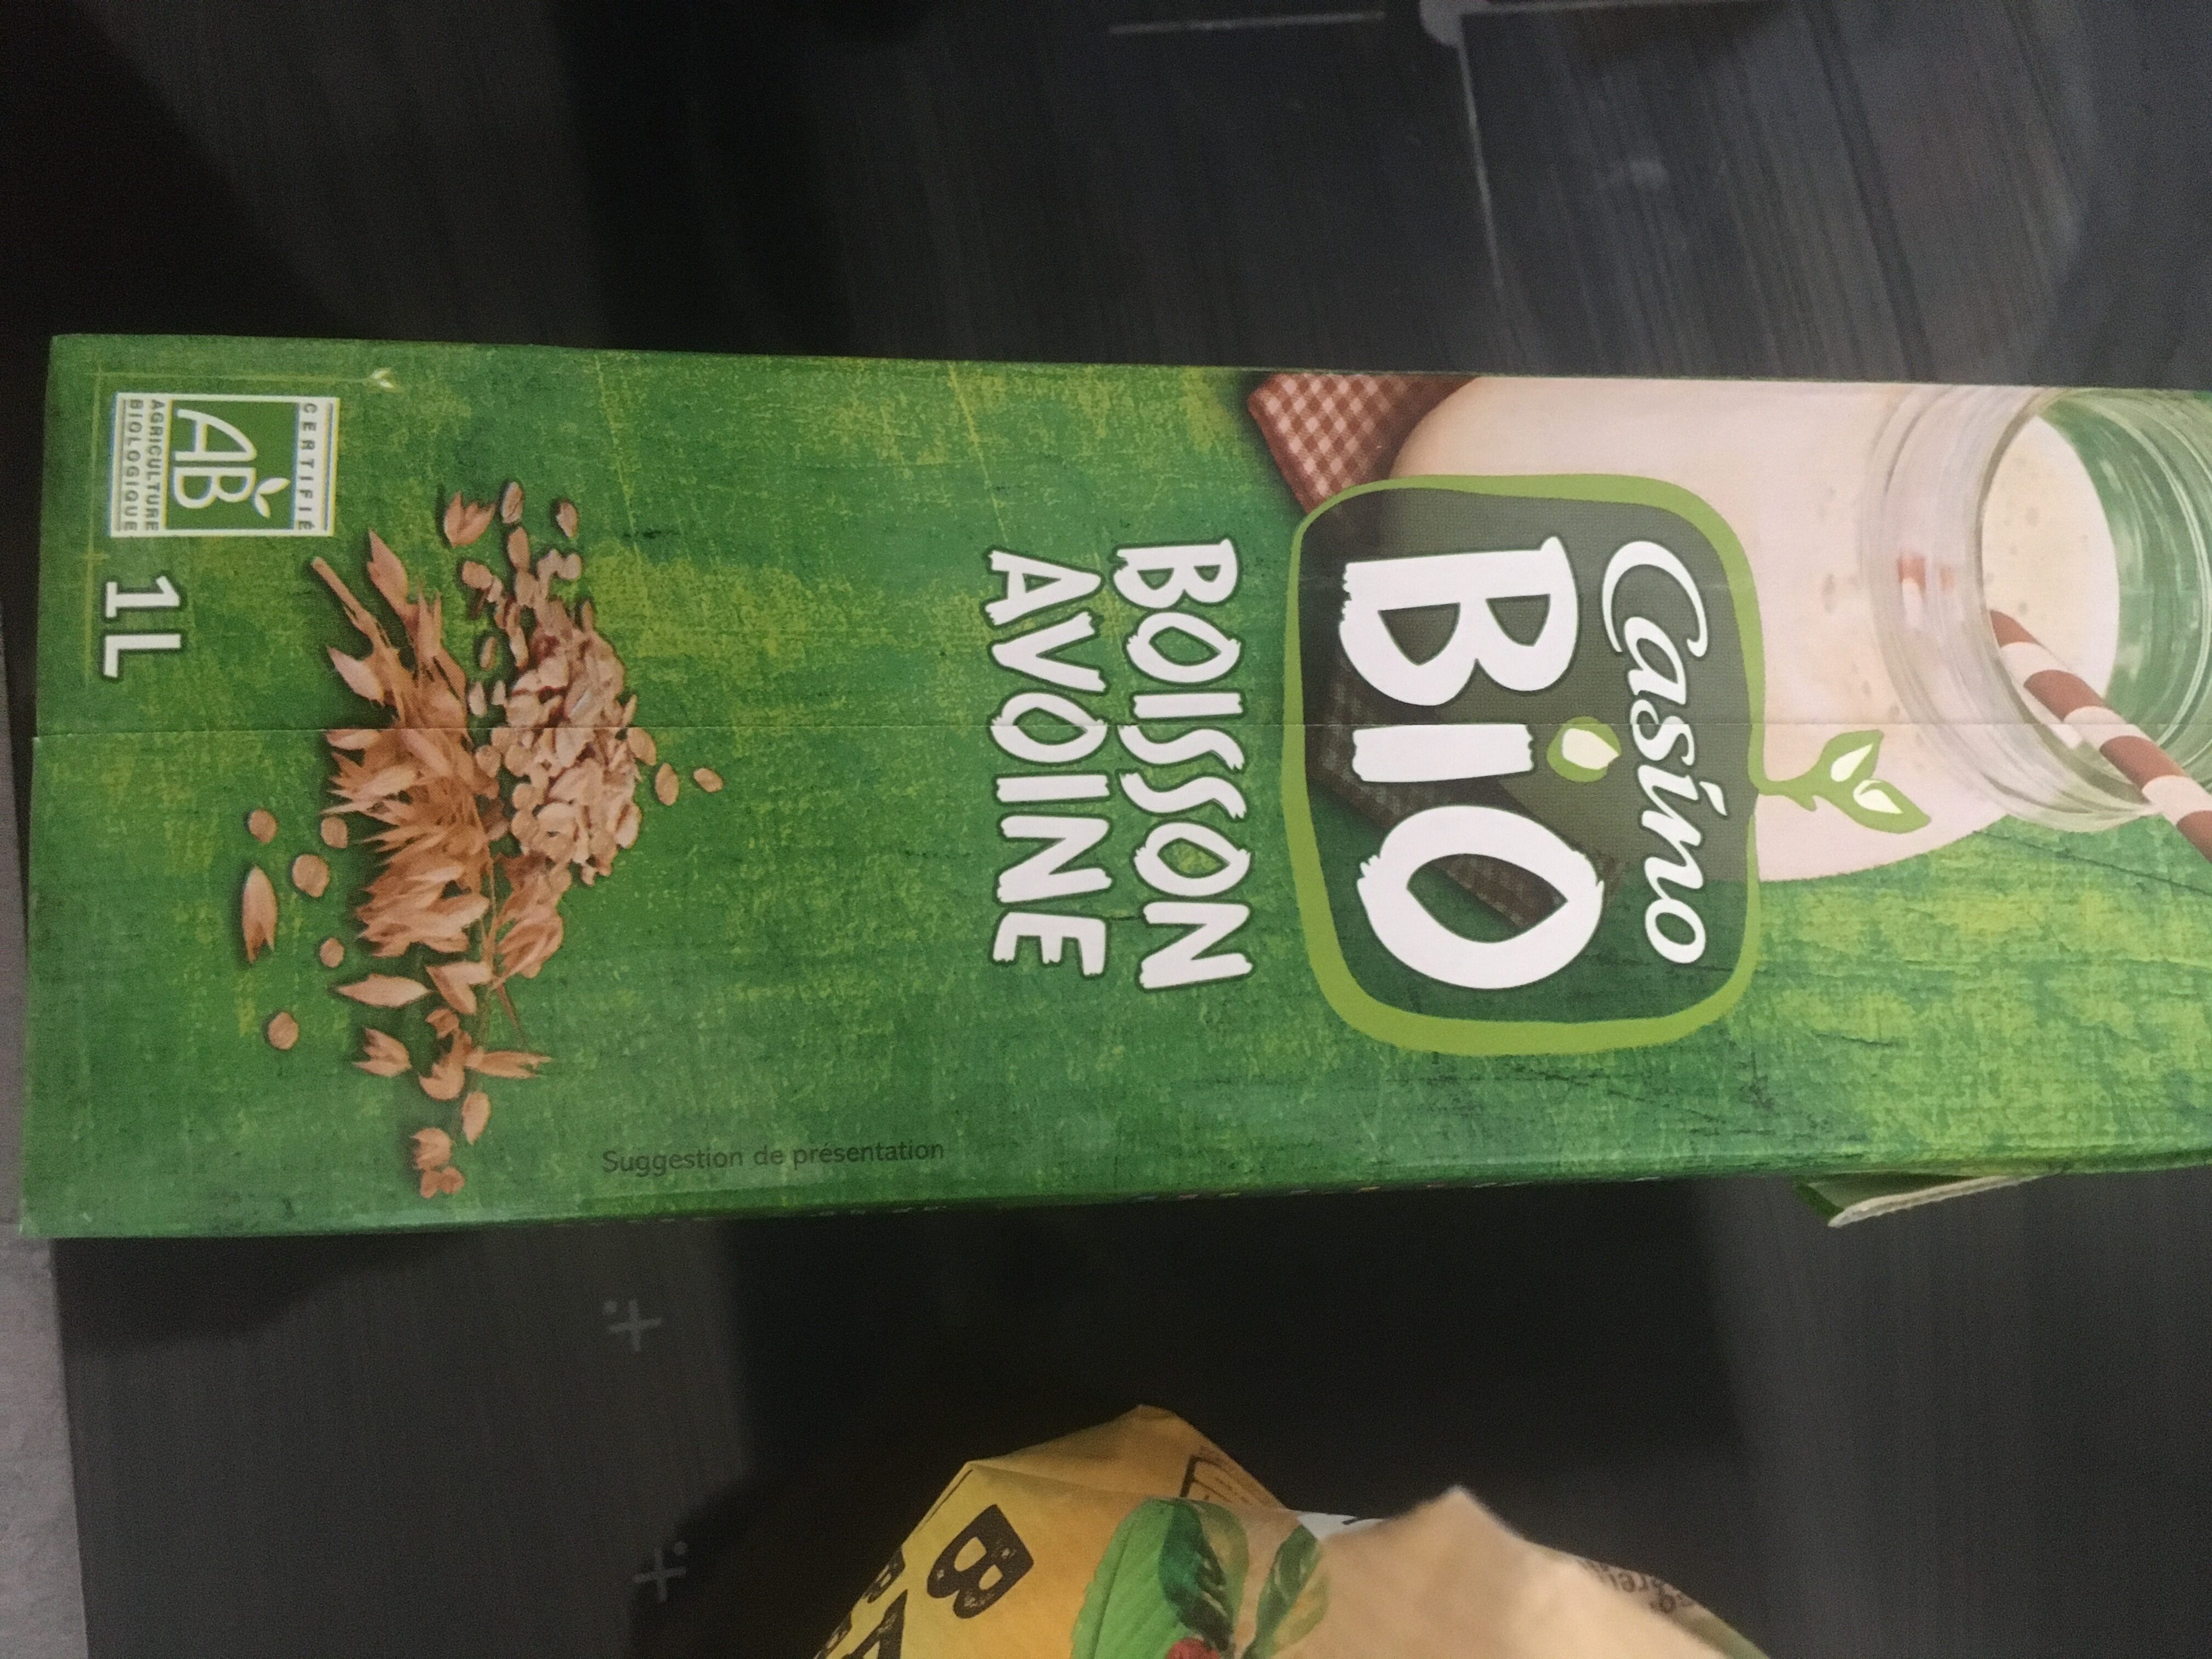 Casino
BIO
BOISSON
AVOINE
Suggestion de présentation
CERTIFIÉ
AB
AGRICULTURE
BIOLOGIQUE
1L
B